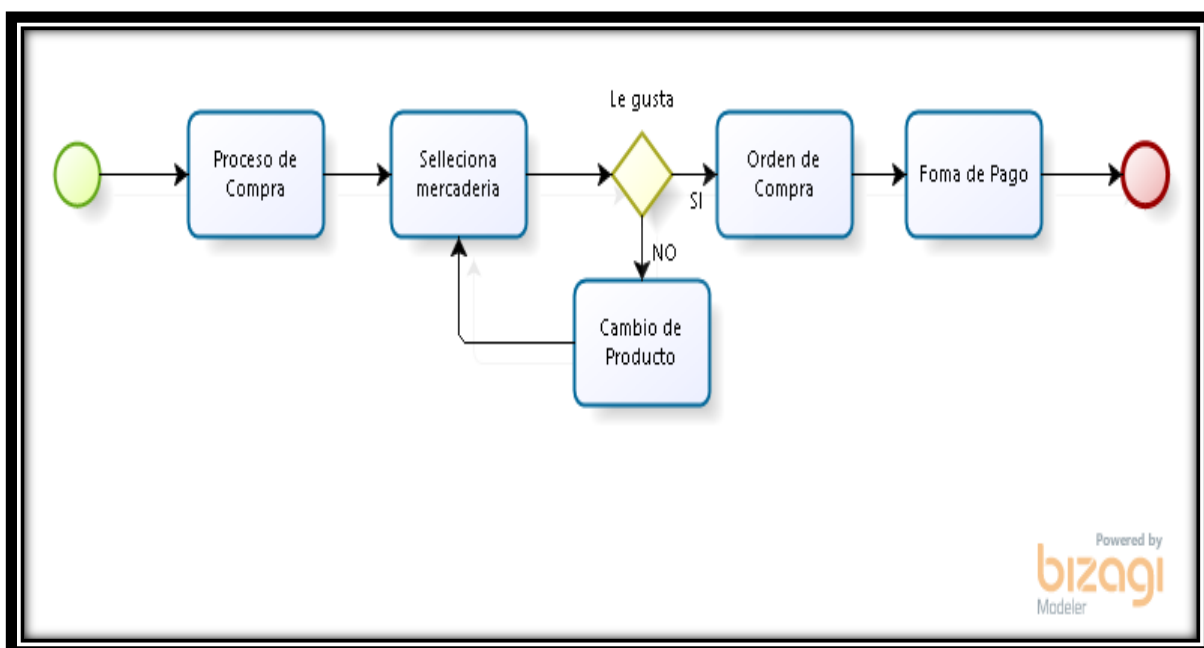 Le gusta
Proceso de
Compra
Selleciona
mercaderia
SI
Orden de
Compra
Foma de Pago
NO
Cambio de
Producto
Powered by
bizagi
Modeler